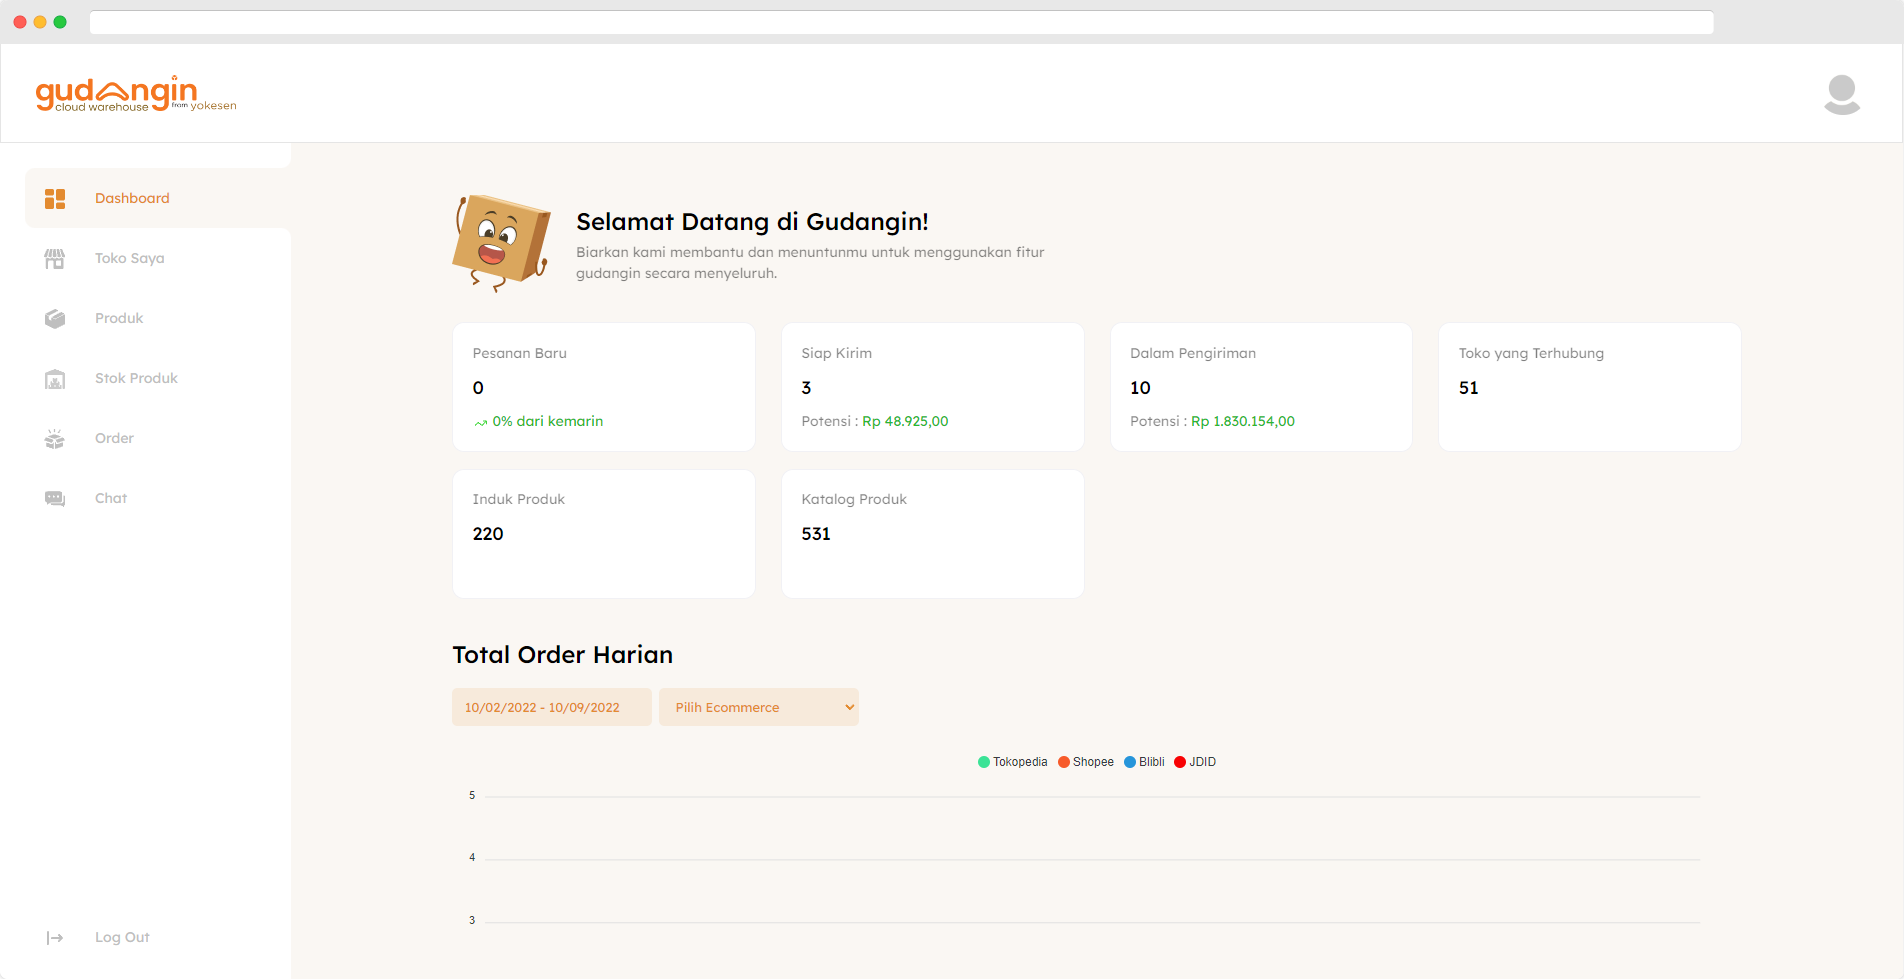 gudangin
cloud warehouse from yokesen
Dashboard
Toko Saya
Produk
Stok Produk
Order
Chat
Log Out
Selamat Datang di Gudangin!
Biarkan kami membantu dan menuntunmu untuk menggunakan fitur
gudangin secara menyeluruh.
Pesanan Baru
0
0% dari kemarin
Siap Kirim
3
Potensi : Rp 48.925,00
Dalam Pengiriman
10
Potensi : Rp 1.830.154,00
Toko yang Terhubung
51
Induk Produk
220
Katalog Produk
531
Total Order Harian
10/02/2022 - 10/09/2022
Pilih Ecommerce
Tokopedia Shopee Blibli JDID
5
4
3